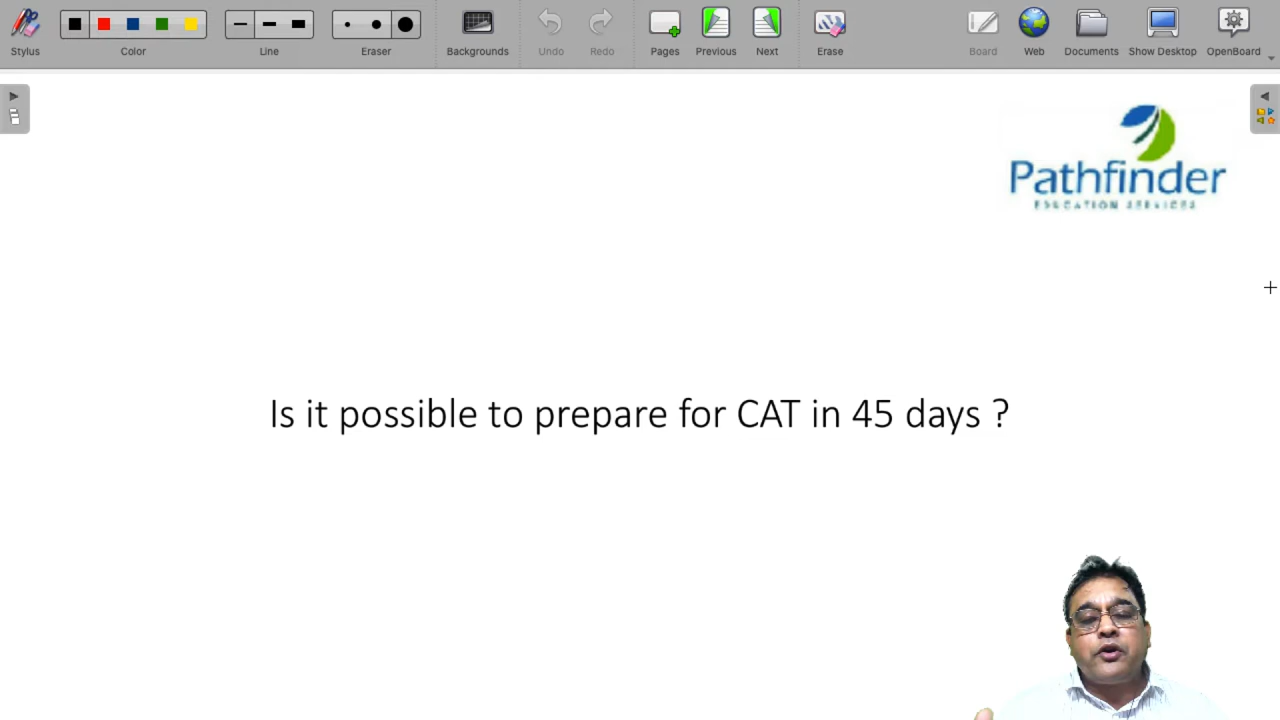 Stylus
Color
Line
Eraser
Backgrounds
Undo
Redo
Pages
Previous
Next
Erase
Board
Web
Documents
Show Desktop
OpenBoard
Pathfinder
EDUCATION SERVICES
Is it possible to prepare for CAT in 45 days ?